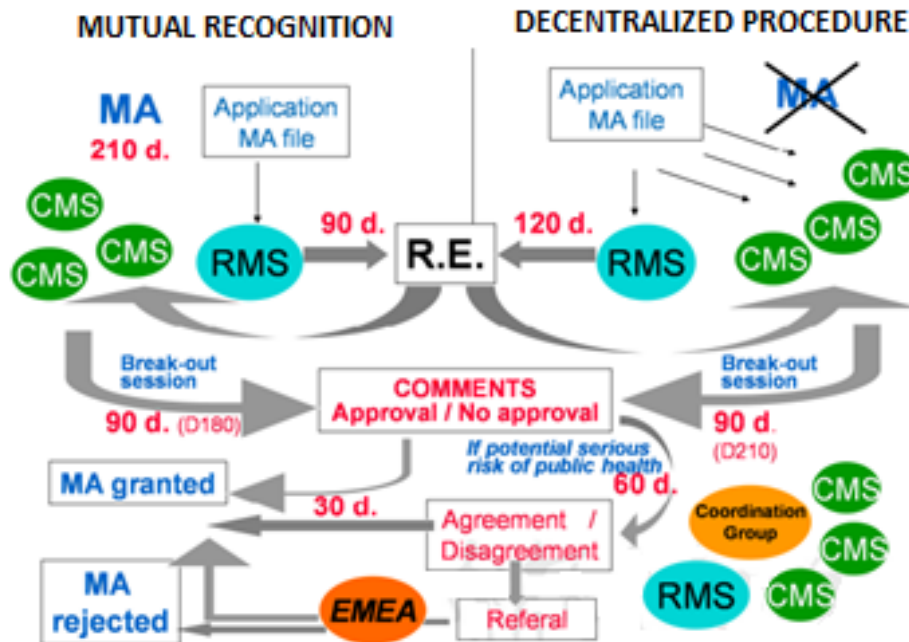 MUTUAL RECOGNITION
DECENTRALIZED PROCEDURE
MA
210 d.
Application
MA file
Application
MA file
MA
CMS
CMS
CMS
CMS
CMS
CMS
RMS
90 d.
R.E.
120 d.
RMS
Break-out
session
90 d. (D180)
COMMENTS
Approval / No approval
Break-out
session
90 d.
(D210)
If potential serious
risk of public health
60 d.
MA granted
30 d.
Agreement /
Disagreement
Coordination
Group
CMS
CMS
CMS
RMS
MA
rejected
EMEA
Referal